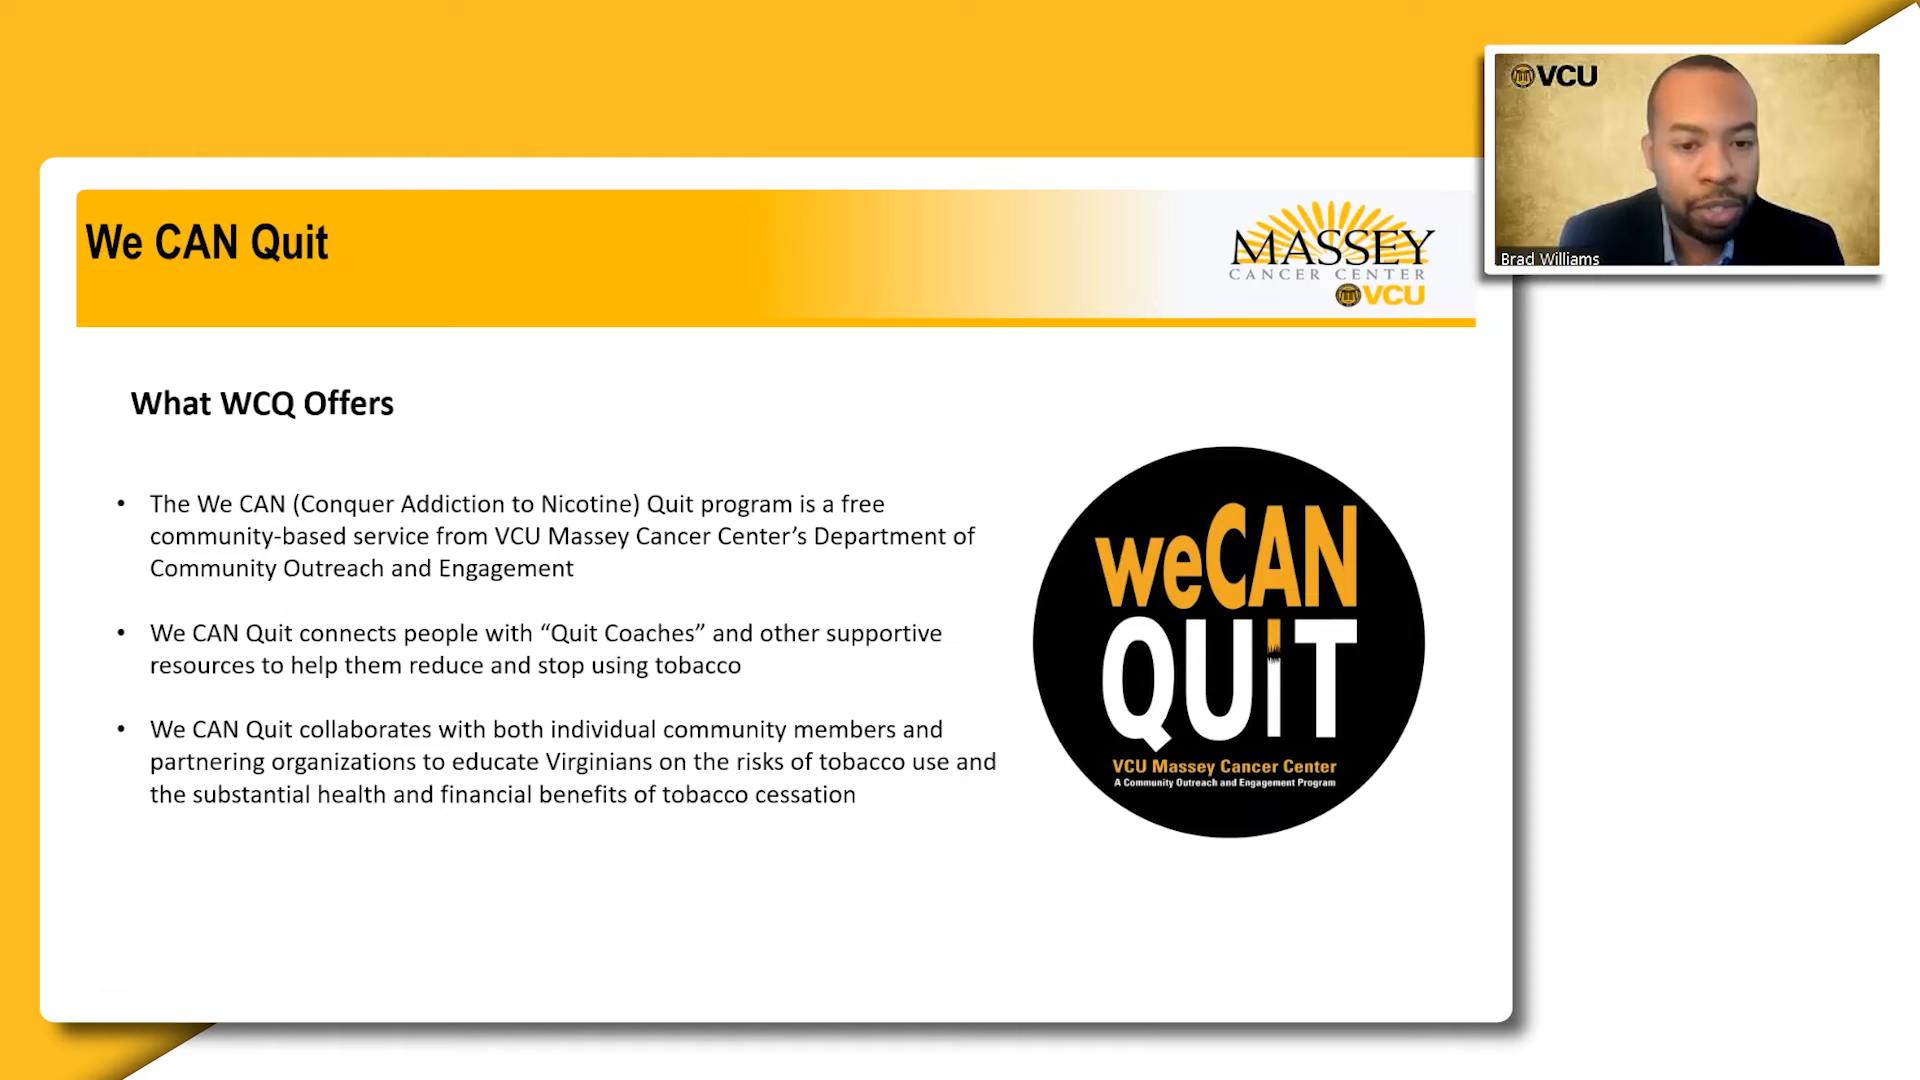 VCU
Brad Williams
We CAN Quit
MASSEY
CANCER CENTER
VCU
What WCQ Offers
• The We CAN (Conquer Addiction to Nicotine) Quit program is a free
community-based service from VCU Massey Cancer Center’s Department of
Community Outreach and Engagement
• We CAN Quit connects people with “Quit Coaches” and other supportive
resources to help them reduce and stop using tobacco
• We CAN Quit collaborates with both individual community members and
partnering organizations to educate Virginians on the risks of tobacco use and
the substantial health and financial benefits of tobacco cessation
weCAN
QUiT
VCU Massey Cancer Center
A Community Outreach and Engagement Program